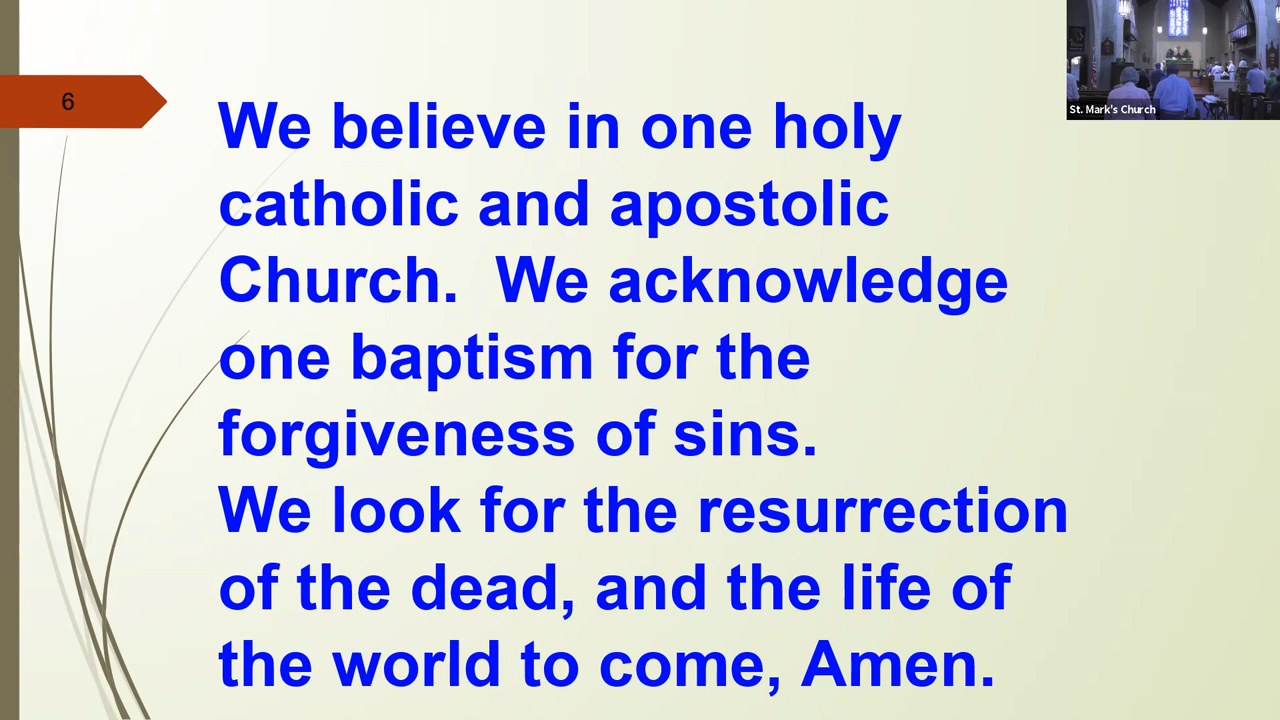 6
St. Mark's Church
We believe in one holy
catholic and apostolic
Church.  We acknowledge
one baptism for the
forgiveness of sins.
We look for the resurrection
of the dead, and the life of
the world to come, Amen.